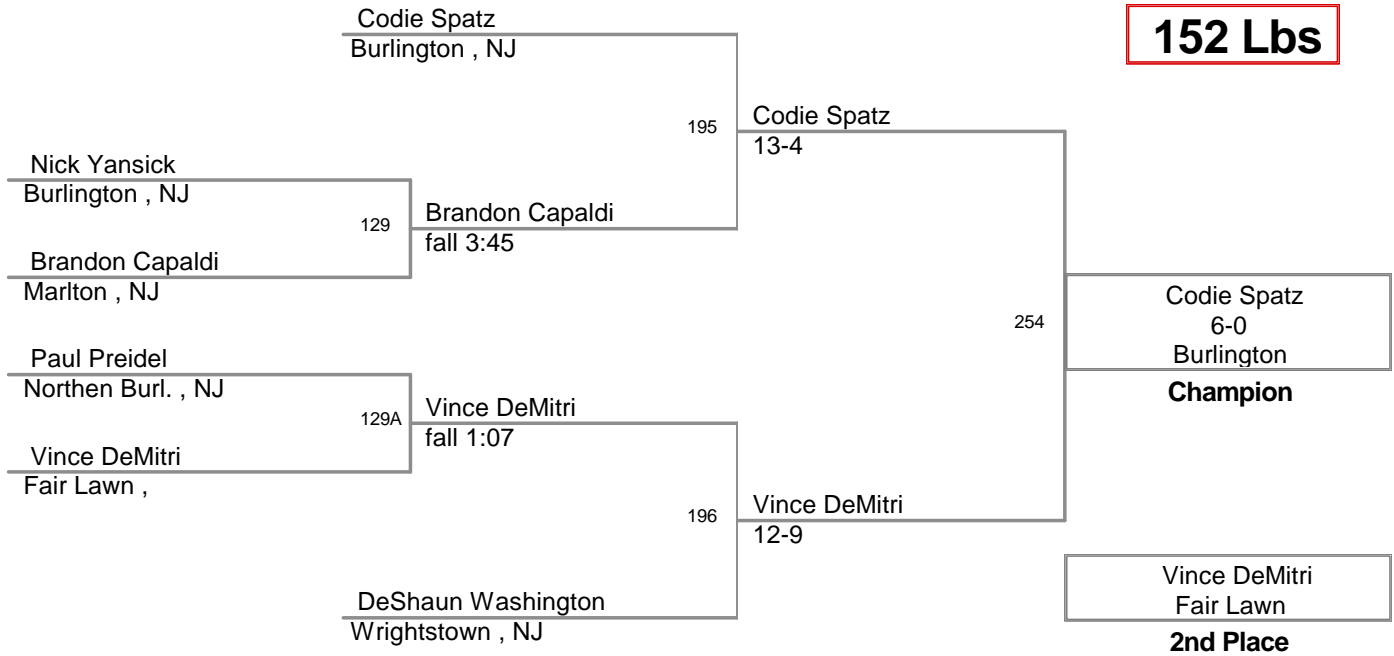 Codie Spatz
Burlington , NJ
152 Lbs
195
Codie Spatz
13-4
Nick Yansick
Burlington , NJ
129
Brandon Capaldi
fall 3:45
Brandon Capaldi
Marlton , NJ
254
Codie Spatz
6-0
Burlington
Champion
Paul Preidel
Northen Burl. , NJ
129A
Vince DeMitri
fall 1:07
Vince DeMitri
Fair Lawn ,
196
Vince DeMitri
12-9
DeShaun Washington
Wrightstown , NJ
Vince DeMitri
Fair Lawn
2nd Place